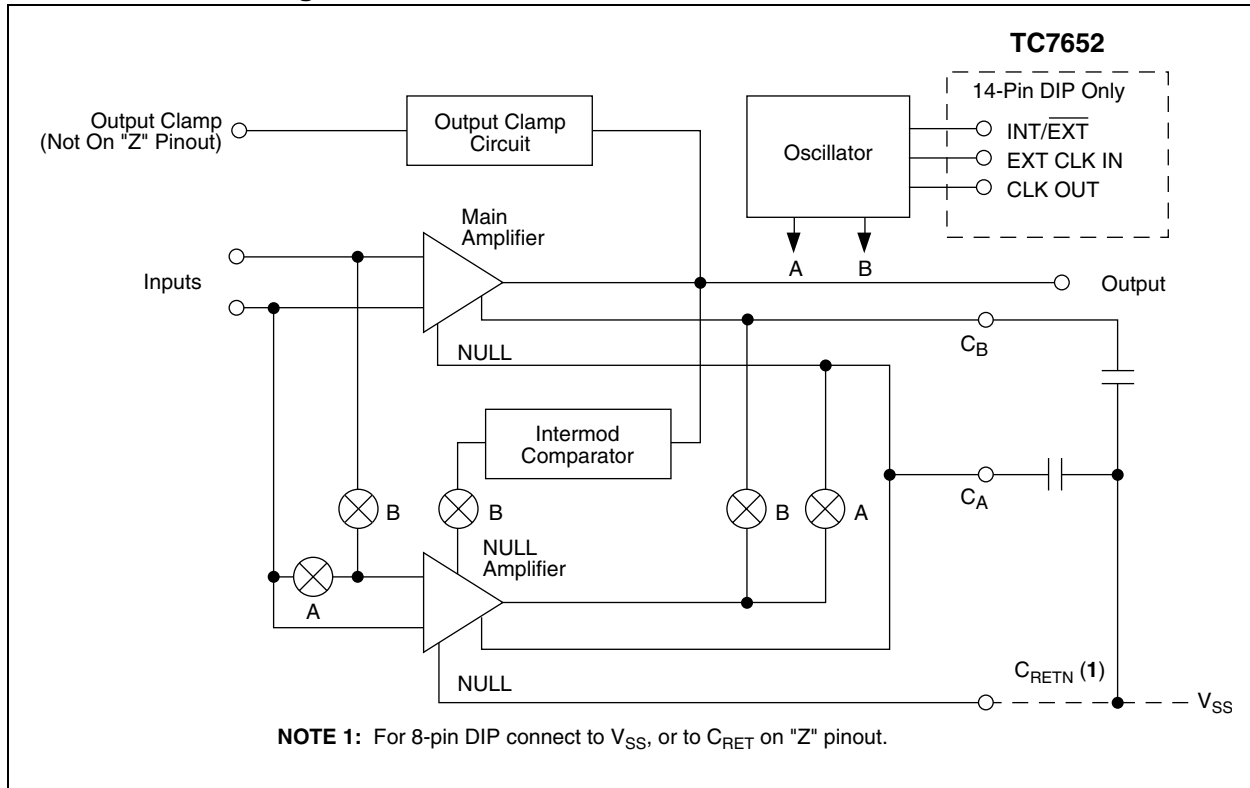 TC7652
14-Pin DIP Only
Output Clamp
(Not On "Z" Pinout)
Output Clamp
Circuit
Oscillator
INT/EXT
EXT CLK IN
CLK OUT
Main
Amplifier
A
B
Inputs
Output
C_B
NULL
Intermod
Comparator
C_A
B
B
B
A
NULL
Amplifier
A
C_RETN (1)
NULL
V_SS
NOTE 1: For 8-pin DIP connect to V_SS, or to C_RET on "Z" pinout.